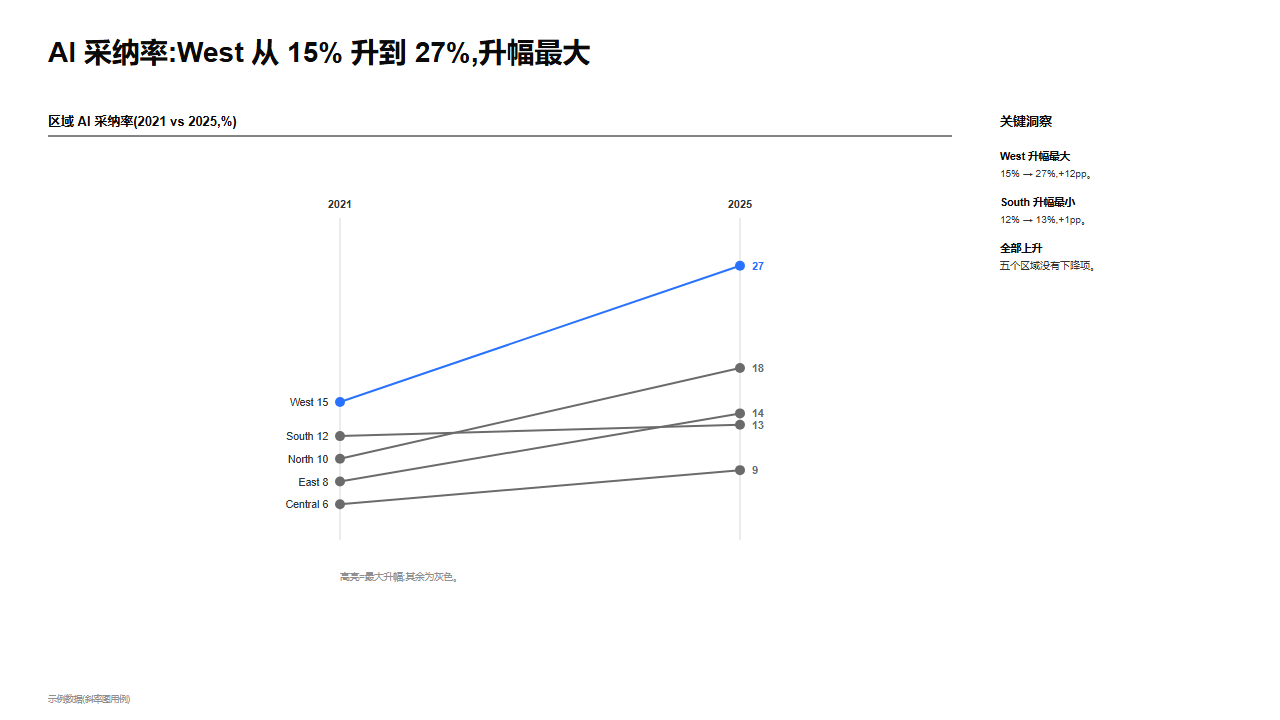 AI 采纳率:West 从 15% 升到 27%,升幅最大
区域 AI 采纳率(2021 vs 2025,%)
2021
2025
27
18
West 15
14
South 12
13
North 10
9
East 8
Central 6
高亮=最大升幅;其余为灰色。
关键洞察
West 升幅最大
15% → 27%,+12pp。
South 升幅最小
12% → 13%,+1pp。
全部上升
五个区域没有下降项。
示例数据(斜率图用例)